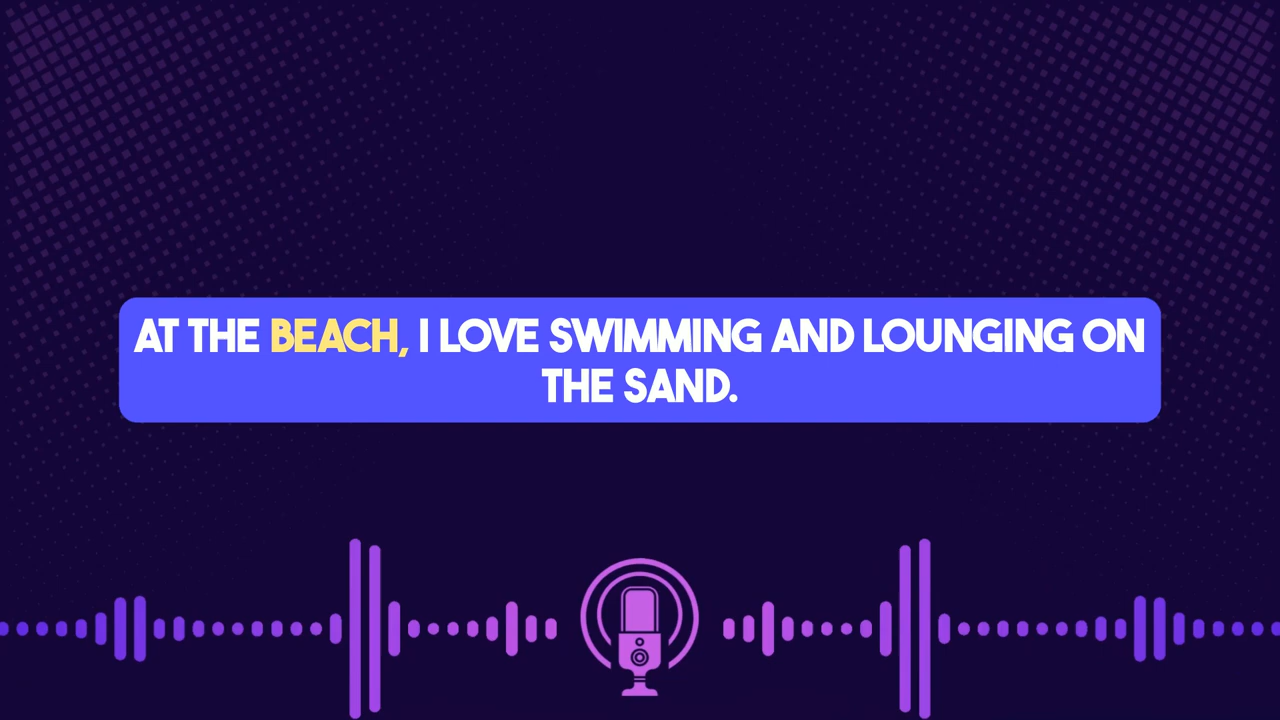 AT THE BEACH, I LOVE SWIMMING AND LOUNGING ON
THE SAND.